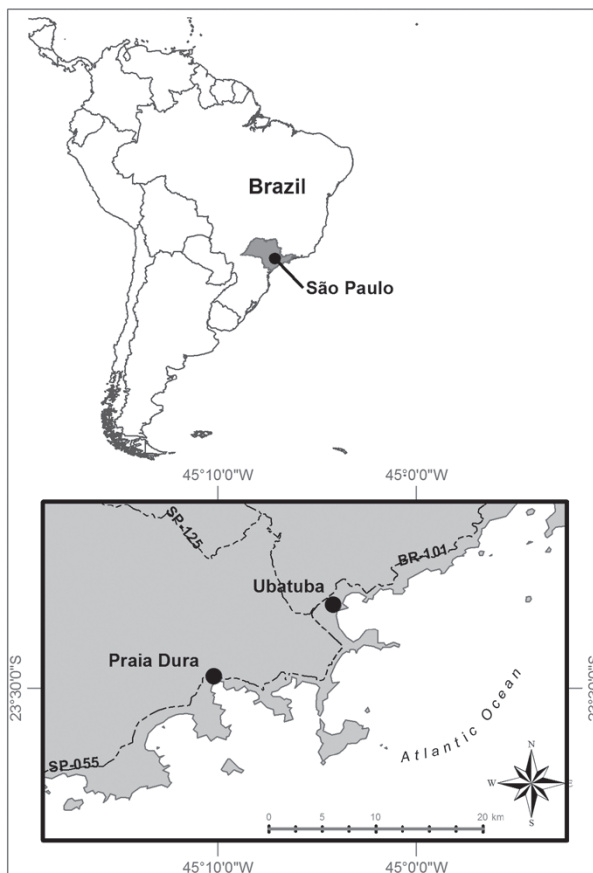 Brazil
São Paulo
45°10'0"W 45°0'0"W
SP-125
BR-101
Ubatuba
Praia Dura
23°30'0"S
Atlantic Ocean
SP-055
N
W
S
0 5 10 20 km
45°10'0"W 45°0'0"W